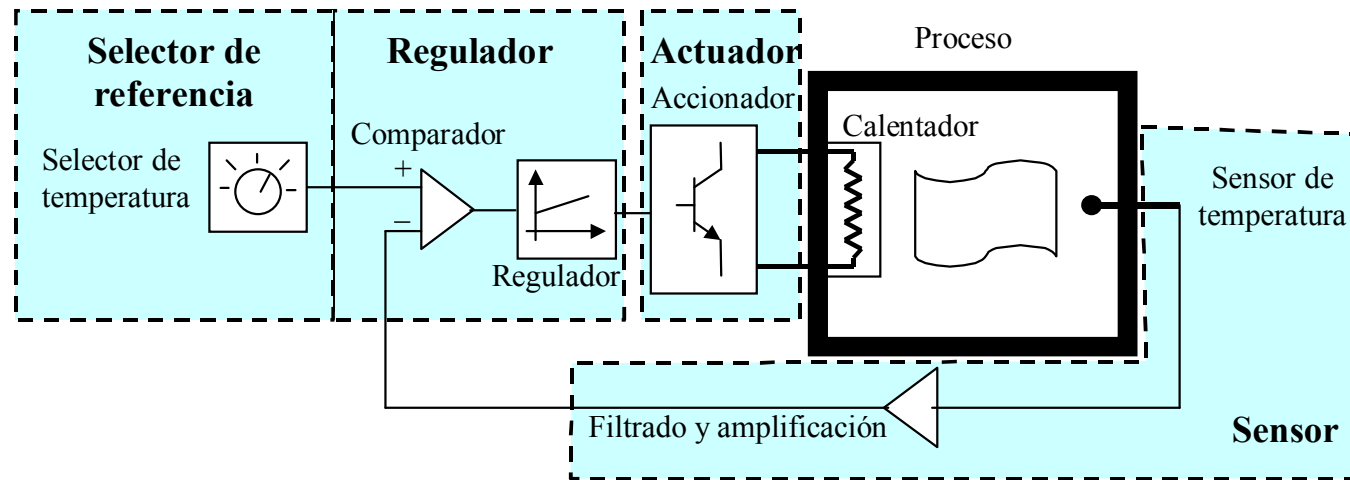 Selector de
referencia
Selector de
temperatura
Regulador
Comparador
+
−
Regulador
Actuador
Accionador
Proceso
Calentador
Sensor de
temperatura
Filtrado y amplificación
Sensor